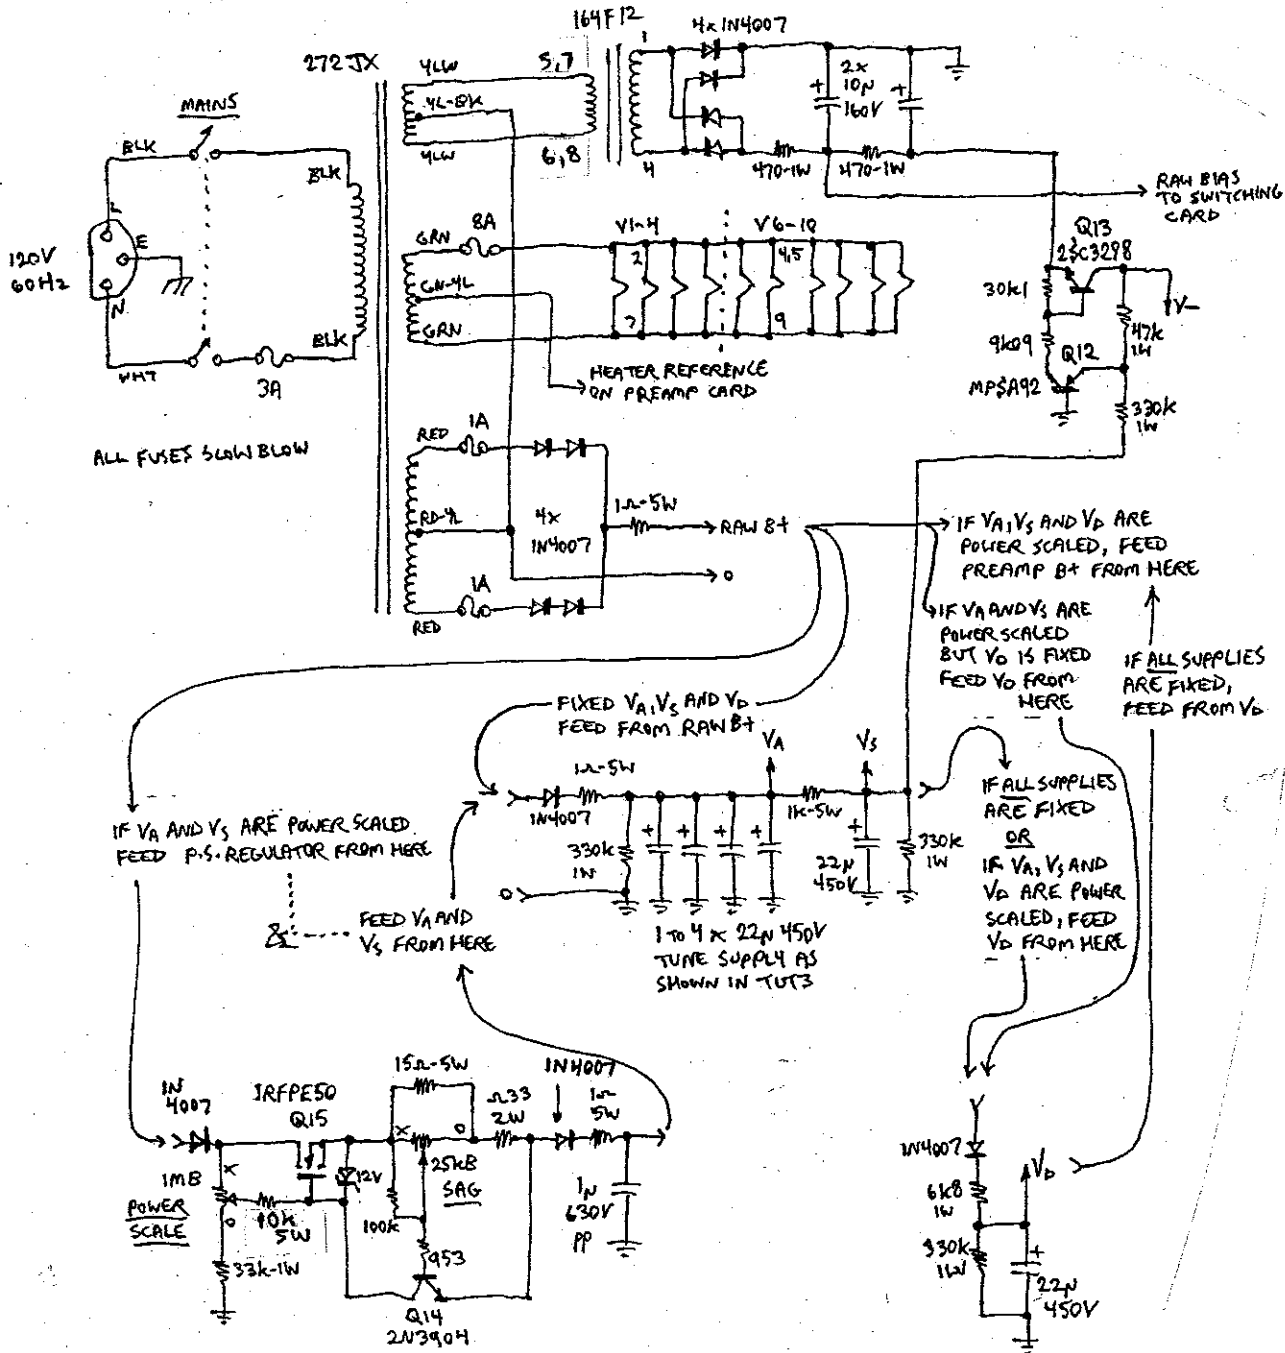 164F12
4x 1N4007
272 JX
YLW
5,7
1
2x
10µ
160V
+
+
YL-BK
MAINS
BLK
BLK
YLW
6,8
4
470-1W
470-1W
RAW BIAS
TO SWITCHING
CARD
L
E
N
120V
60Hz
GRN
8A
V1-4
V6-10
2
4,5
GN-YL
GRN
7
9
Q13
2SC3298
30k1
V-
9k09
Q12
47k
1W
MPSA92
330k
1W
BLK
WHT
3A
HEATER REFERENCE
ON PREAMP CARD
ALL FUSES SLOW BLOW
RED
1A
1Ω-5W
RAW B+
RD-YL
4x
1N4007
0
1A
RED
IF VA, VS AND VD ARE
POWER SCALED, FEED
PREAMP B+ FROM HERE
IF VA AND VS ARE
POWER SCALED
BUT VD IS FIXED
FEED VD FROM
HERE
IF ALL SUPPLIES
ARE FIXED,
FEED FROM VD
FIXED VA, VS AND VD
FEED FROM RAW B+
VA
VS
1Ω-5W
1N4007
1k-5W
330k
1W
+
+
+
+
+
22µ
450V
330k
1W
0
IF ALL SUPPLIES
ARE FIXED
OR
IF VA, VS AND
VD ARE POWER
SCALED, FEED
VD FROM HERE
IF VA AND VS ARE POWER SCALED
FEED P.S. REGULATOR FROM HERE
&
FEED VA AND
VS FROM HERE
1 TO 4 x 22µ 450V
TUNE SUPPLY AS
SHOWN IN TUT3
15Ω-5W
1N4007
1N
4007
IRFPE50
Q15
Ω33
2W
1Ω
5W
X
0
1MB
X
12V
25kB
SAG
POWER
SCALE
0
10k
5W
100k
1µ
630V
PP
953
33k-1W
Q14
2N3904
1N4007
VD
6k8
1W
330k
1W
+
22µ
450V